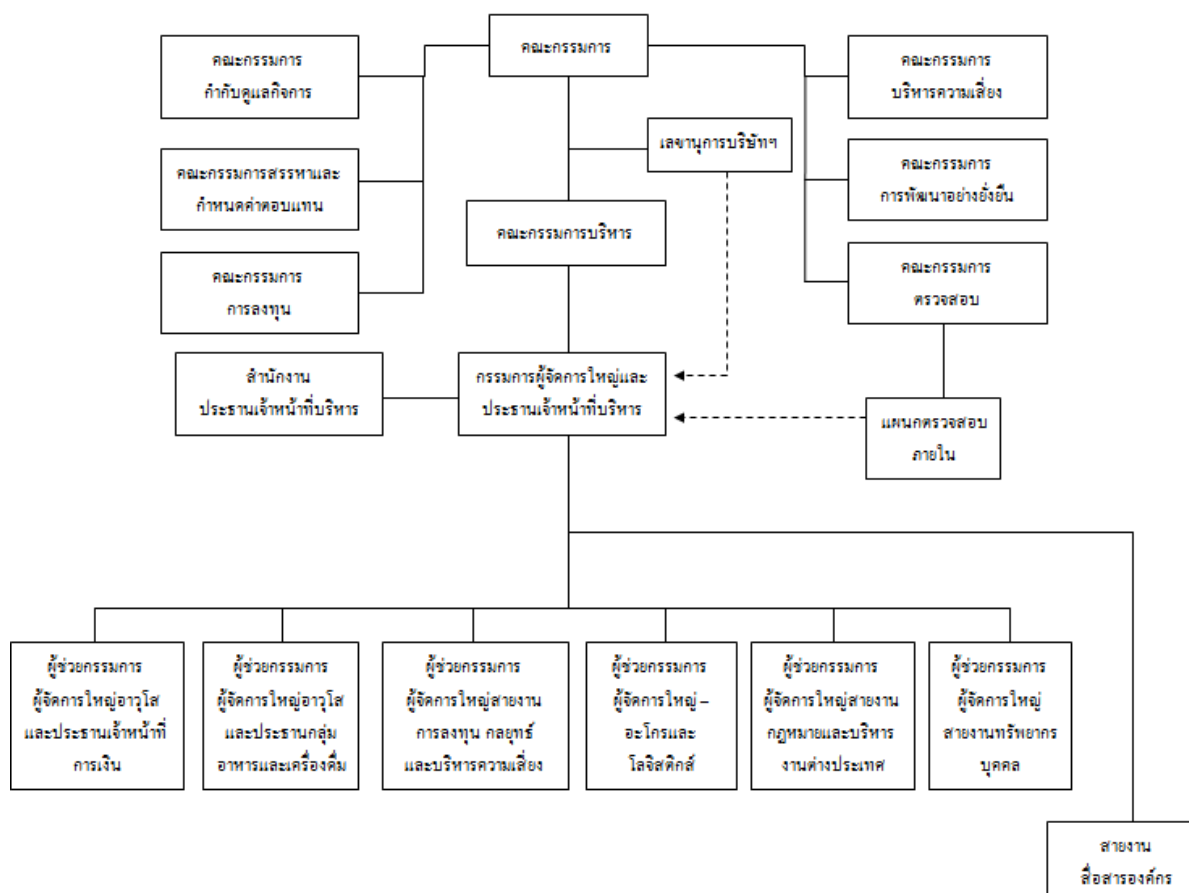 คณะกรรมการ
คณะกรรมการ
กำกับดูแลกิจการ
คณะกรรมการ
บริหารความเสี่ยง
เลขานุการบริษัทฯ
คณะกรรมการสรรหาและ
กำหนดค่าตอบแทน
คณะกรรมการ
การพัฒนาอย่างยั่งยืน
คณะกรรมการบริหาร
คณะกรรมการ
การลงทุน
คณะกรรมการ
ตรวจสอบ
สำนักงาน
ประธานเจ้าหน้าที่บริหาร
กรรมการผู้จัดการใหญ่และ
ประธานเจ้าหน้าที่บริหาร
แผนกตรวจสอบ
ภายใน
ผู้ช่วยกรรมการ
ผู้จัดการใหญ่อาวุโส
และประธานเจ้าหน้าที่
การเงิน
ผู้ช่วยกรรมการ
ผู้จัดการใหญ่อาวุโส
และประธานกลุ่ม
อาหารและเครื่องดื่ม
ผู้ช่วยกรรมการ
ผู้จัดการใหญ่สายงาน
การลงทุน กลยุทธ์
และบริหารความเสี่ยง
ผู้ช่วยกรรมการ
ผู้จัดการใหญ่ –
อะโกรและ
โลจิสติกส์
ผู้ช่วยกรรมการ
ผู้จัดการใหญ่สายงาน
กฎหมายและบริหาร
งานต่างประเทศ
ผู้ช่วยกรรมการ
ผู้จัดการใหญ่
สายงานทรัพยากร
บุคคล
สายงาน
สื่อสารองค์กร